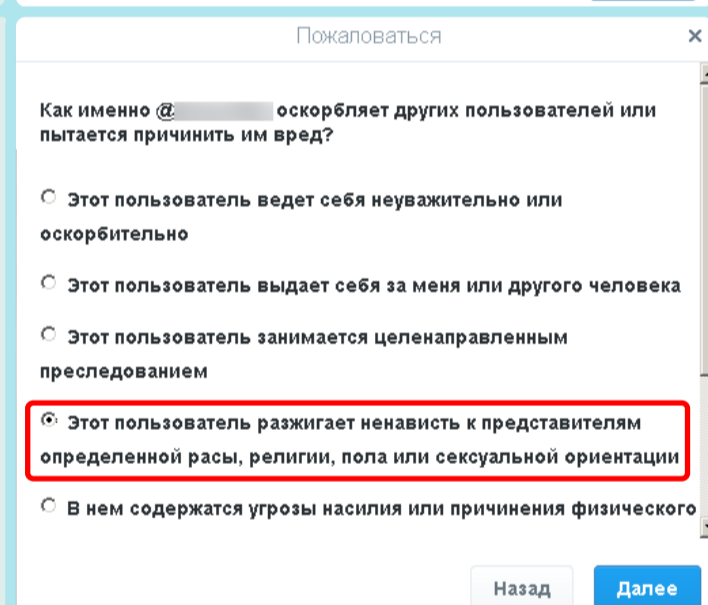 Пожаловаться
Как именно @ оскорбляет других пользователей или
пытается причинить им вред?
Этот пользователь ведет себя неуважительно или
оскорбительно
Этот пользователь выдает себя за меня или другого человека
Этот пользователь занимается целенаправленным
преследованием
Этот пользователь разжигает ненависть к представителям
определенной расы, религии, пола или сексуальной ориентации
В нем содержатся угрозы насилия или причинения физического
Назад Далее